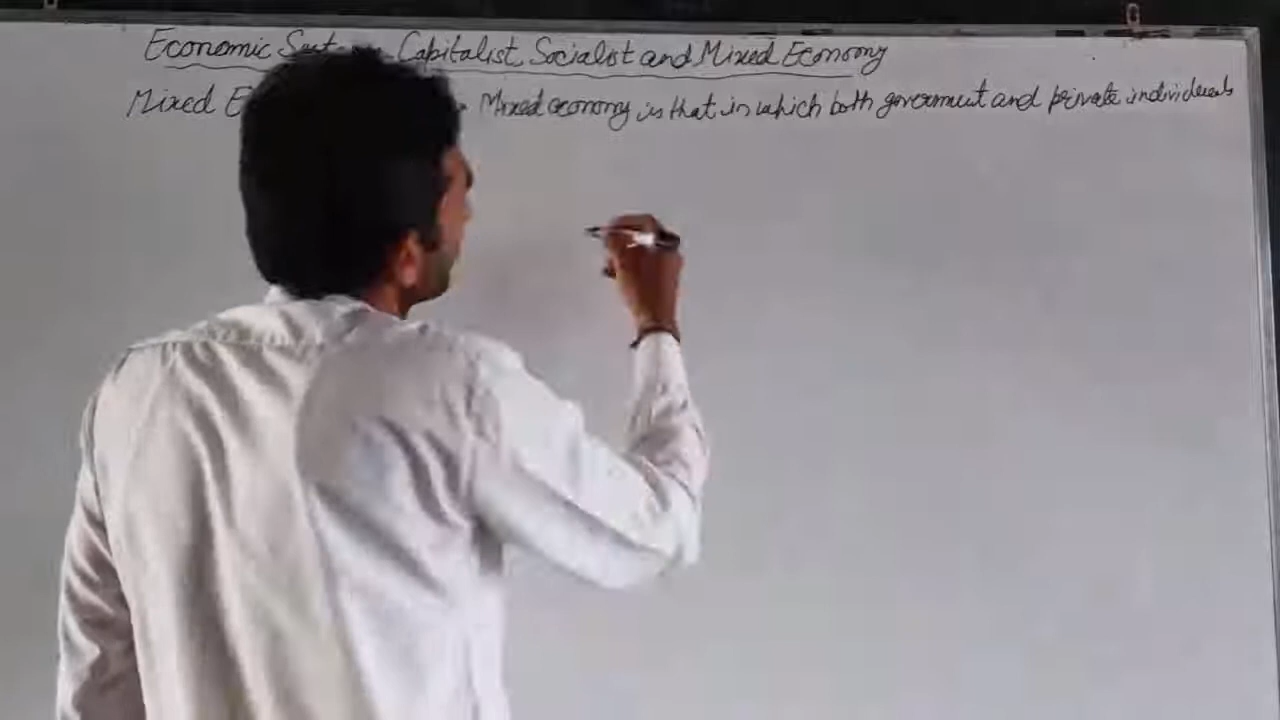 Economic Capitalist, Socialist and Mixed Economy
Mixed Mixed economy is that in which both government and private individuals